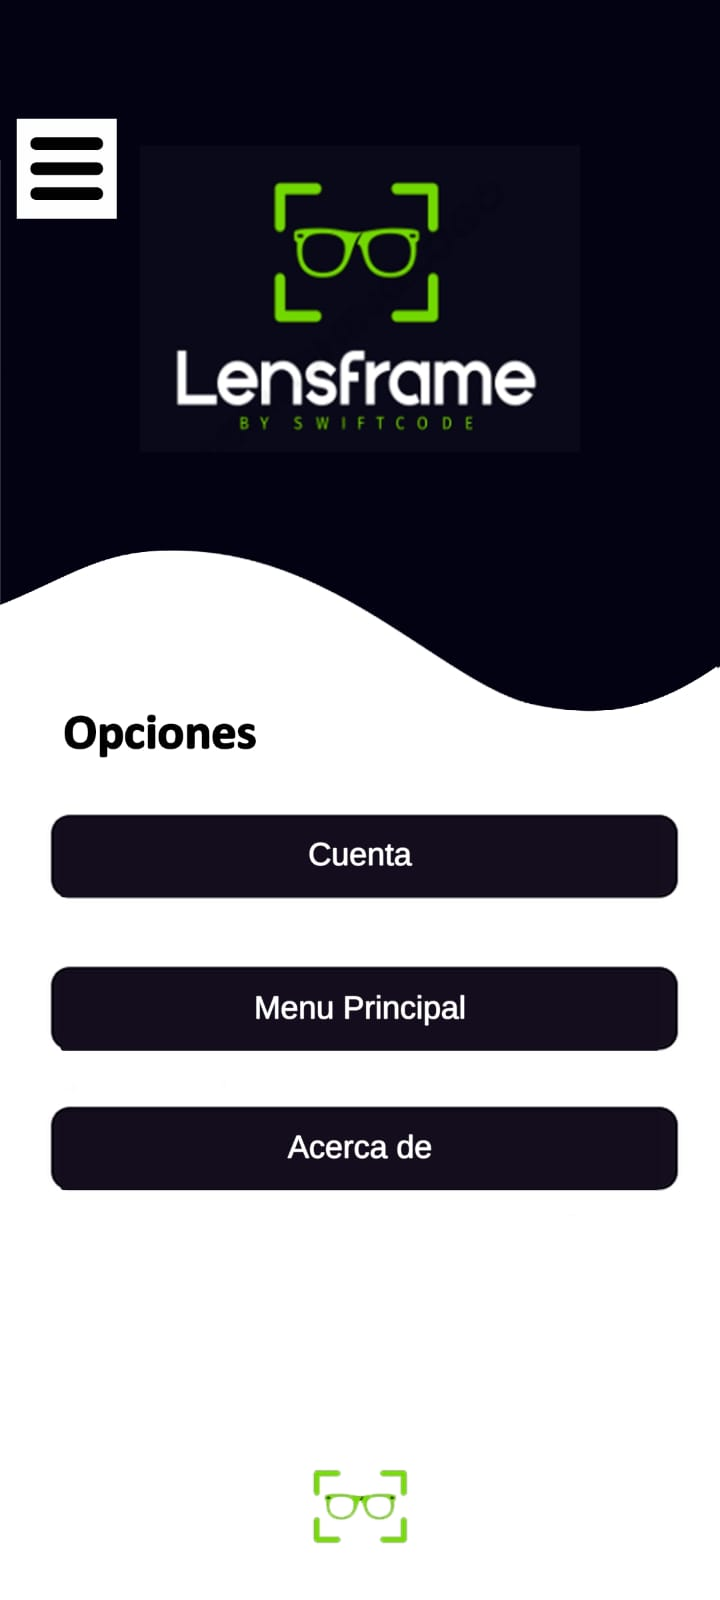 Lensframe
BY SWIFTCODE
Opciones
Cuenta
Menu Principal
Acerca de